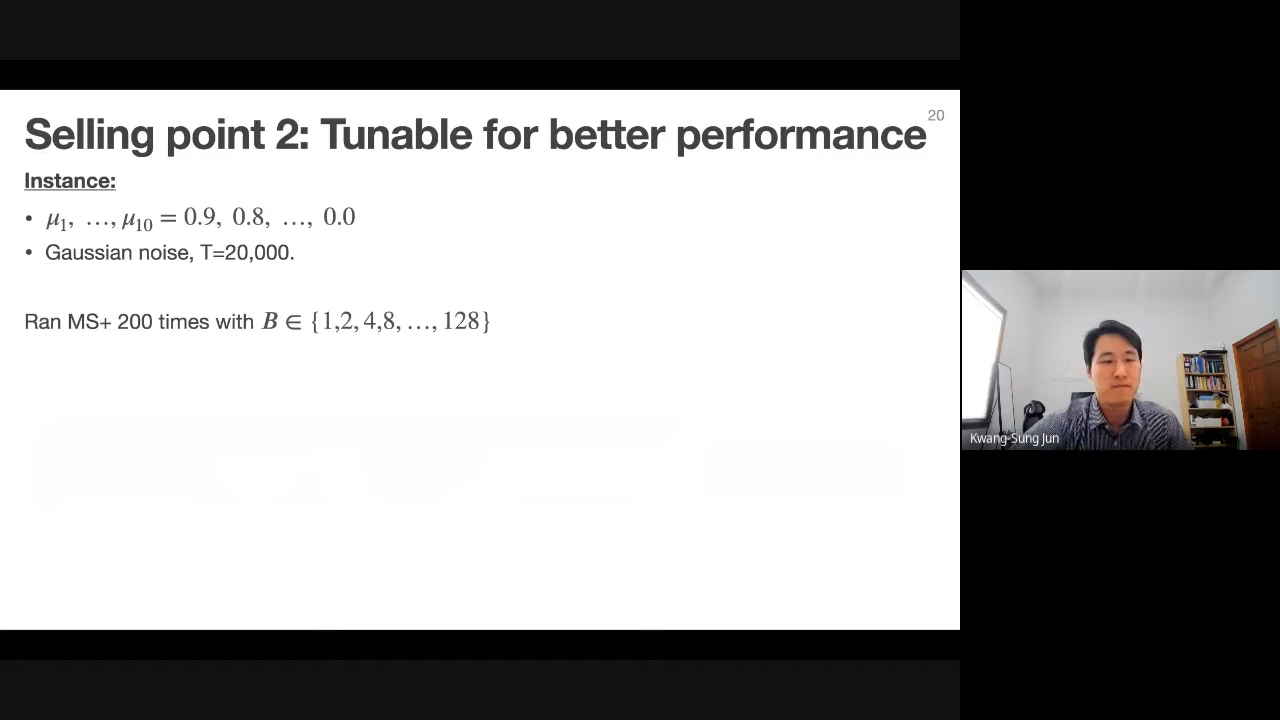 20
Selling point 2: Tunable for better performance
Instance:
• μ₁, …, μ₁₀ = 0.9, 0.8, …, 0.0
• Gaussian noise, T=20,000.
Ran MS+ 200 times with B ∈ {1,2, 4,8, …, 128}
Kwang-Sung Jun